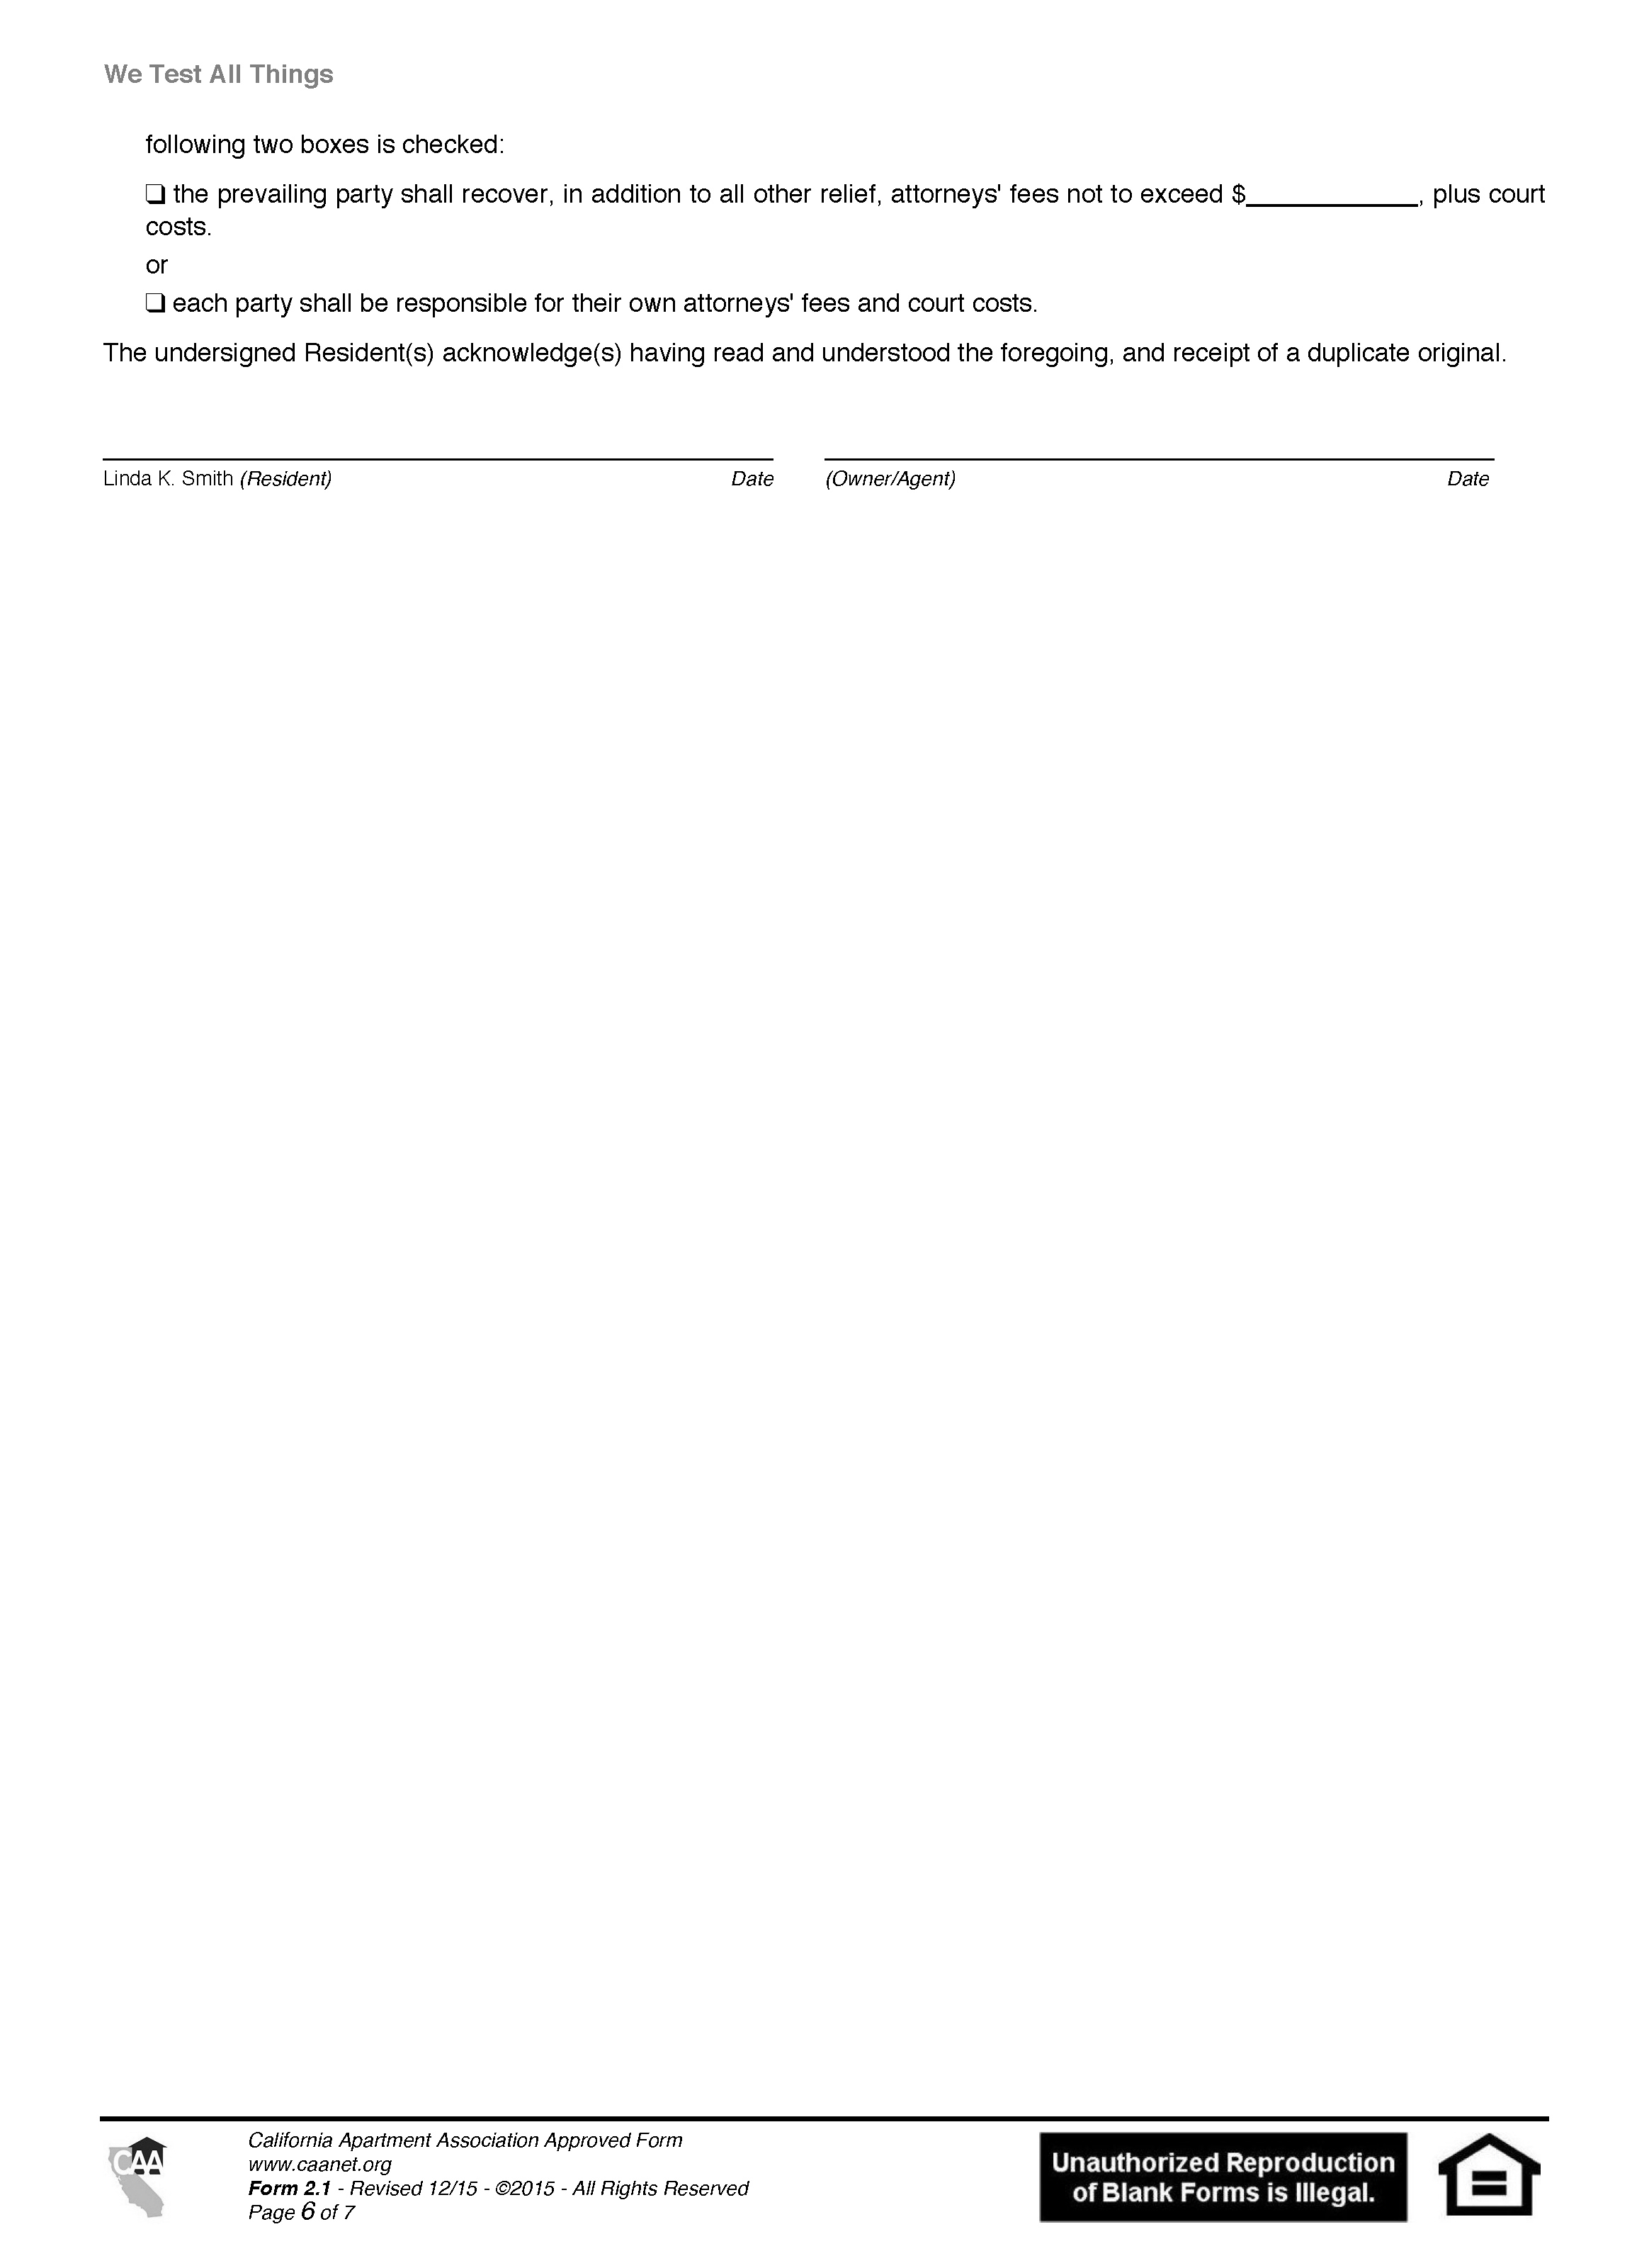 We Test All Things
following two boxes is checked:
❏ the prevailing party shall recover, in addition to all other relief, attorneys' fees not to exceed $____________, plus court
costs.
or
❏ each party shall be responsible for their own attorneys' fees and court costs.
The undersigned Resident(s) acknowledge(s) having read and understood the foregoing, and receipt of a duplicate original.
Linda K. Smith (Resident) Date (Owner/Agent) Date
CAA
California Apartment Association Approved Form
www.caanet.org
Form 2.1 - Revised 12/15 - ©2015 - All Rights Reserved
Page 6 of 7
Unauthorized Reproduction
of Blank Forms is Illegal.